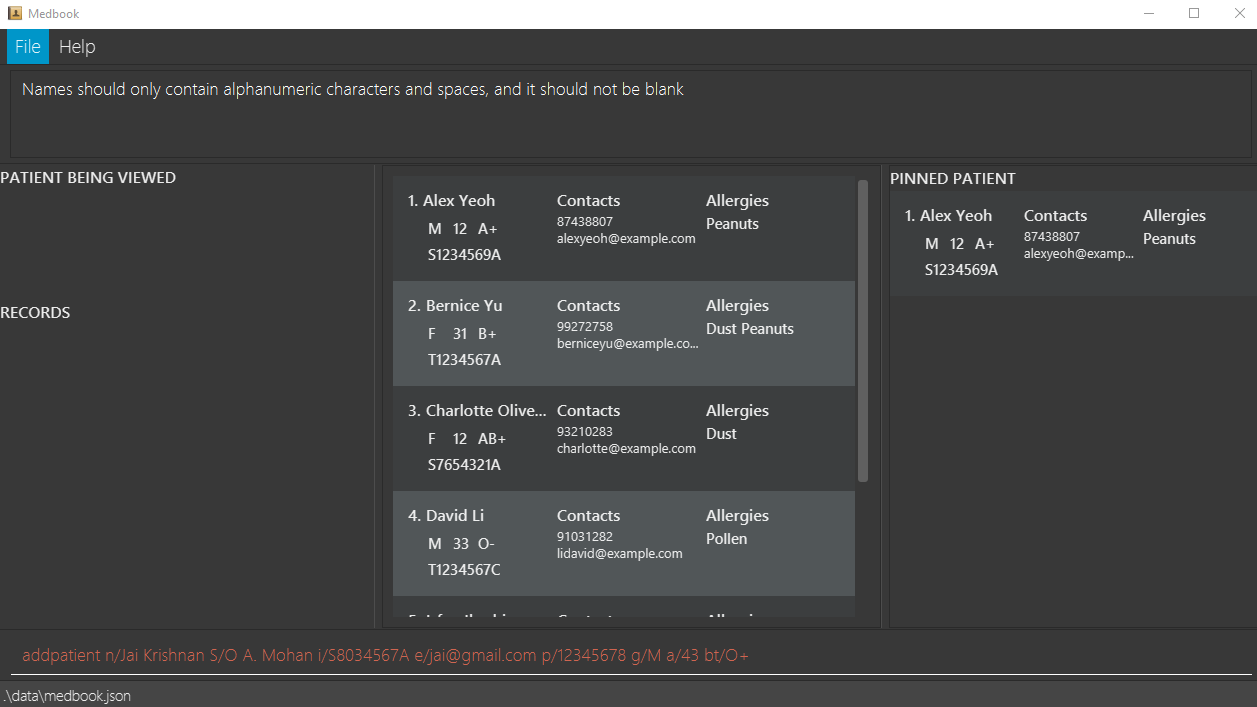 Medbook
File Help
Names should only contain alphanumeric characters and spaces, and it should not be blank
PATIENT BEING VIEWED
RECORDS
1. Alex Yeoh Contacts Allergies
M 12 A+ 87438807 Peanuts
S1234569A alexyeoh@example.com
2. Bernice Yu Contacts Allergies
F 31 B+ 99272758 Dust Peanuts
T1234567A berniceyu@example.co...
3. Charlotte Olive... Contacts Allergies
F 12 AB+ 93210283 Dust
S7654321A charlotte@example.com
4. David Li Contacts Allergies
M 33 O- 91031282 Pollen
T1234567C lidavid@example.com
PINNED PATIENT
1. Alex Yeoh Contacts Allergies
M 12 A+ 87438807 Peanuts
S1234569A alexyeoh@examp...
addpatient n/Jai Krishnan S/O A. Mohan i/S8034567A e/jai@gmail.com p/12345678 g/M a/43 bt/O+
.\data\medbook.json